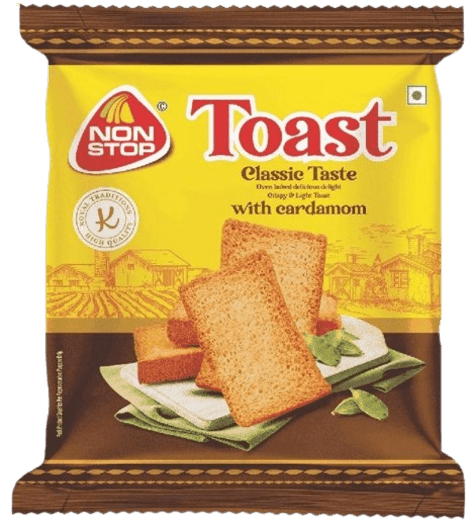 NON
STOP
©
Toast
Classic Taste
Oven baked delicious delight
Crispy & Light Toast
with cardamom
ROYAL TRADITIONS
K
HIGH QUALITY